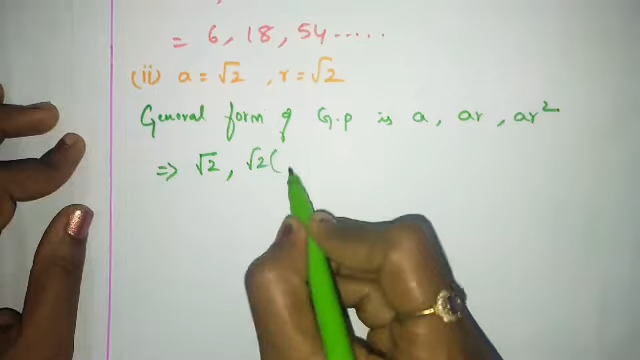 = 6, 18, 54.....
(ii) a = √2 , r = √2
General form of G.P is a, ar, ar²
⇒ √2, √2(